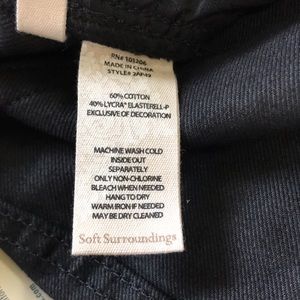 RN# 101206
MADE IN CHINA
STYLE# 2AP42
60% COTTON
40% LYCRA® ELASTERELL-P
EXCLUSIVE OF DECORATION
MACHINE WASH COLD
INSIDE OUT
SEPARATELY
ONLY NON-CHLORINE
BLEACH WHEN NEEDED
HANG TO DRY
WARM IRON IF NEEDED
MAY BE DRY CLEANED
Soft Surroundings